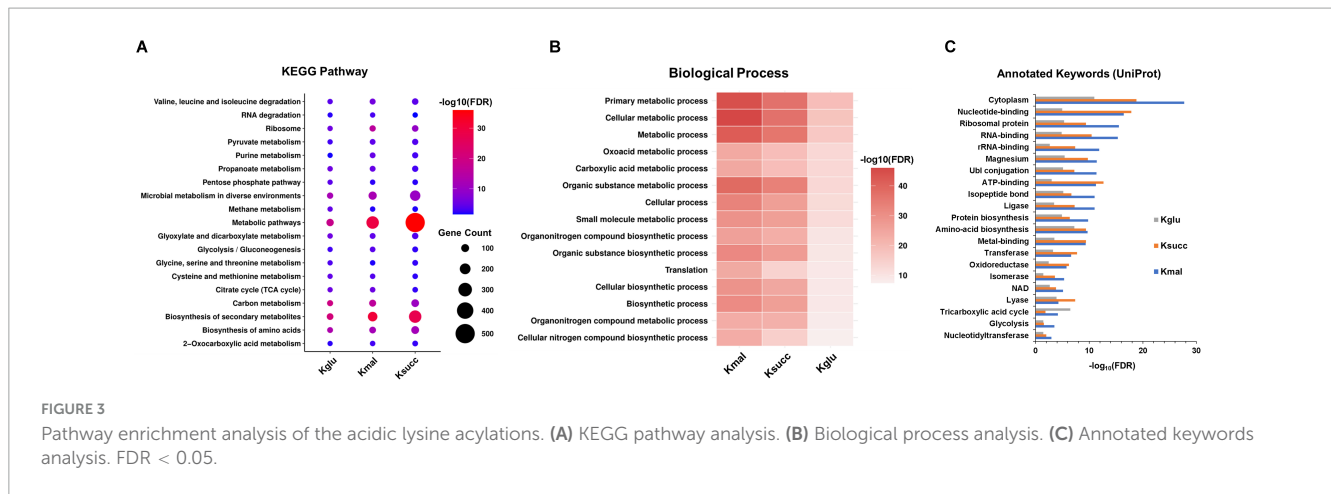 A
KEGG Pathway
Valine, leucine and isoleucine degradation
RNA degradation
Ribosome
Pyruvate metabolism
Purine metabolism
Propanoate metabolism
Pentose phosphate pathway
Microbial metabolism in diverse environments
Methane metabolism
Metabolic pathways
Glyoxylate and dicarboxylate metabolism
Glycolysis / Gluconeogenesis
Glycine, serine and threonine metabolism
Cysteine and methionine metabolism
Citrate cycle (TCA cycle)
Carbon metabolism
Biosynthesis of secondary metabolites
Biosynthesis of amino acids
2−Oxocarboxylic acid metabolism
Kglu
Kmal
Ksucc
-log10(FDR)
30
20
10
Gene Count
100
200
300
400
500
B
Biological Process
Primary metabolic process
Cellular metabolic process
Metabolic process
Oxoacid metabolic process
Carboxylic acid metabolic process
Organic substance metabolic process
Cellular process
Small molecule metabolic process
Organonitrogen compound biosynthetic process
Organic substance biosynthetic process
Translation
Cellular biosynthetic process
Biosynthetic process
Organonitrogen compound metabolic process
Cellular nitrogen compound biosynthetic process
Kmal
Ksucc
Kglu
-log10(FDR)
40
30
20
10
C
Annotated Keywords (UniProt)
Cytoplasm
Nucleotide-binding
Ribosomal protein
RNA-binding
rRNA-binding
Magnesium
Ubl conjugation
ATP-binding
Isopeptide bond
Ligase
Protein biosynthesis
Amino-acid biosynthesis
Metal-binding
Transferase
Oxidoreductase
Isomerase
NAD
Lyase
Tricarboxylic acid cycle
Glycolysis
Nucleotidyltransferase
0 10 20 30
-log₁₀(FDR)
Kglu
Ksucc
Kmal
FIGURE 3
Pathway enrichment analysis of the acidic lysine acylations. (A) KEGG pathway analysis. (B) Biological process analysis. (C) Annotated keywords
analysis. FDR < 0.05.